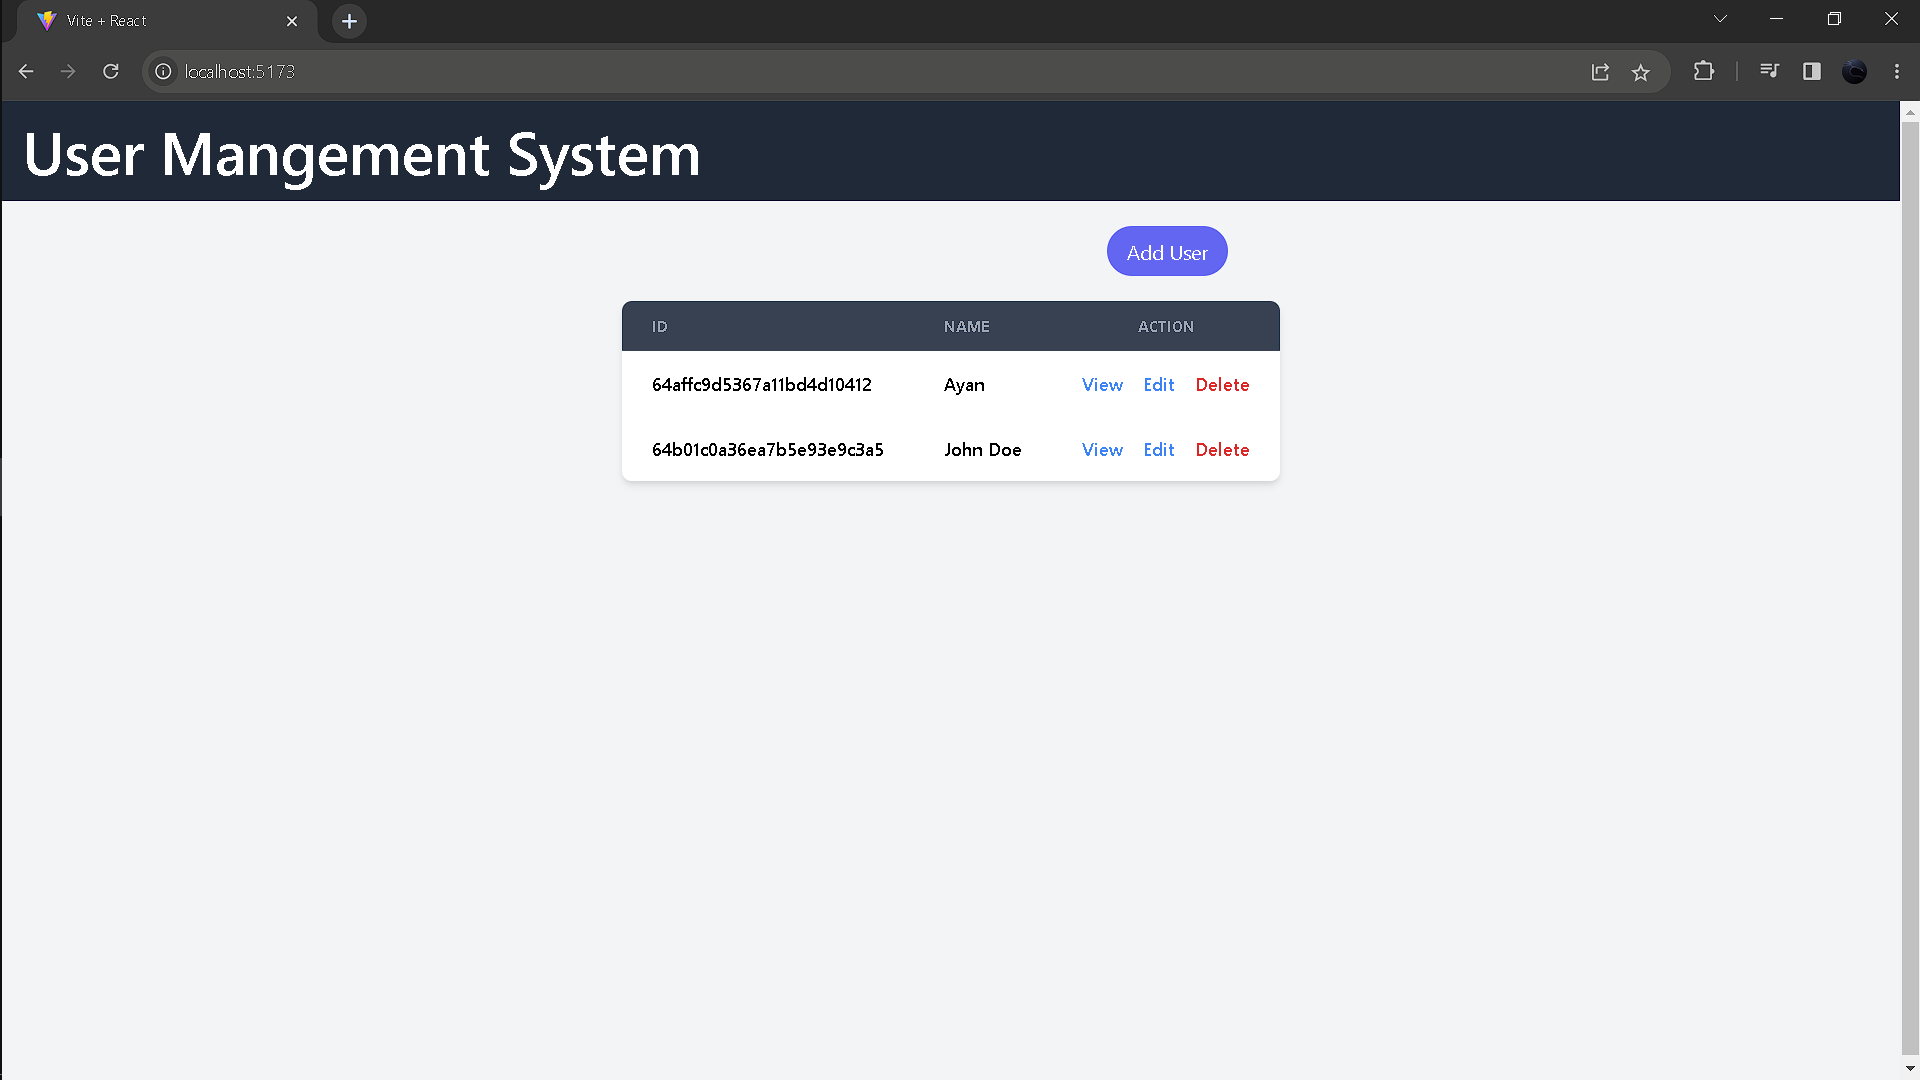 Vite + React
localhost:5173
User Mangement System
Add User
ID NAME ACTION
64affc9d5367a11bd4d10412 Ayan View Edit Delete
64b01c0a36ea7b5e93e9c3a5 John Doe View Edit Delete